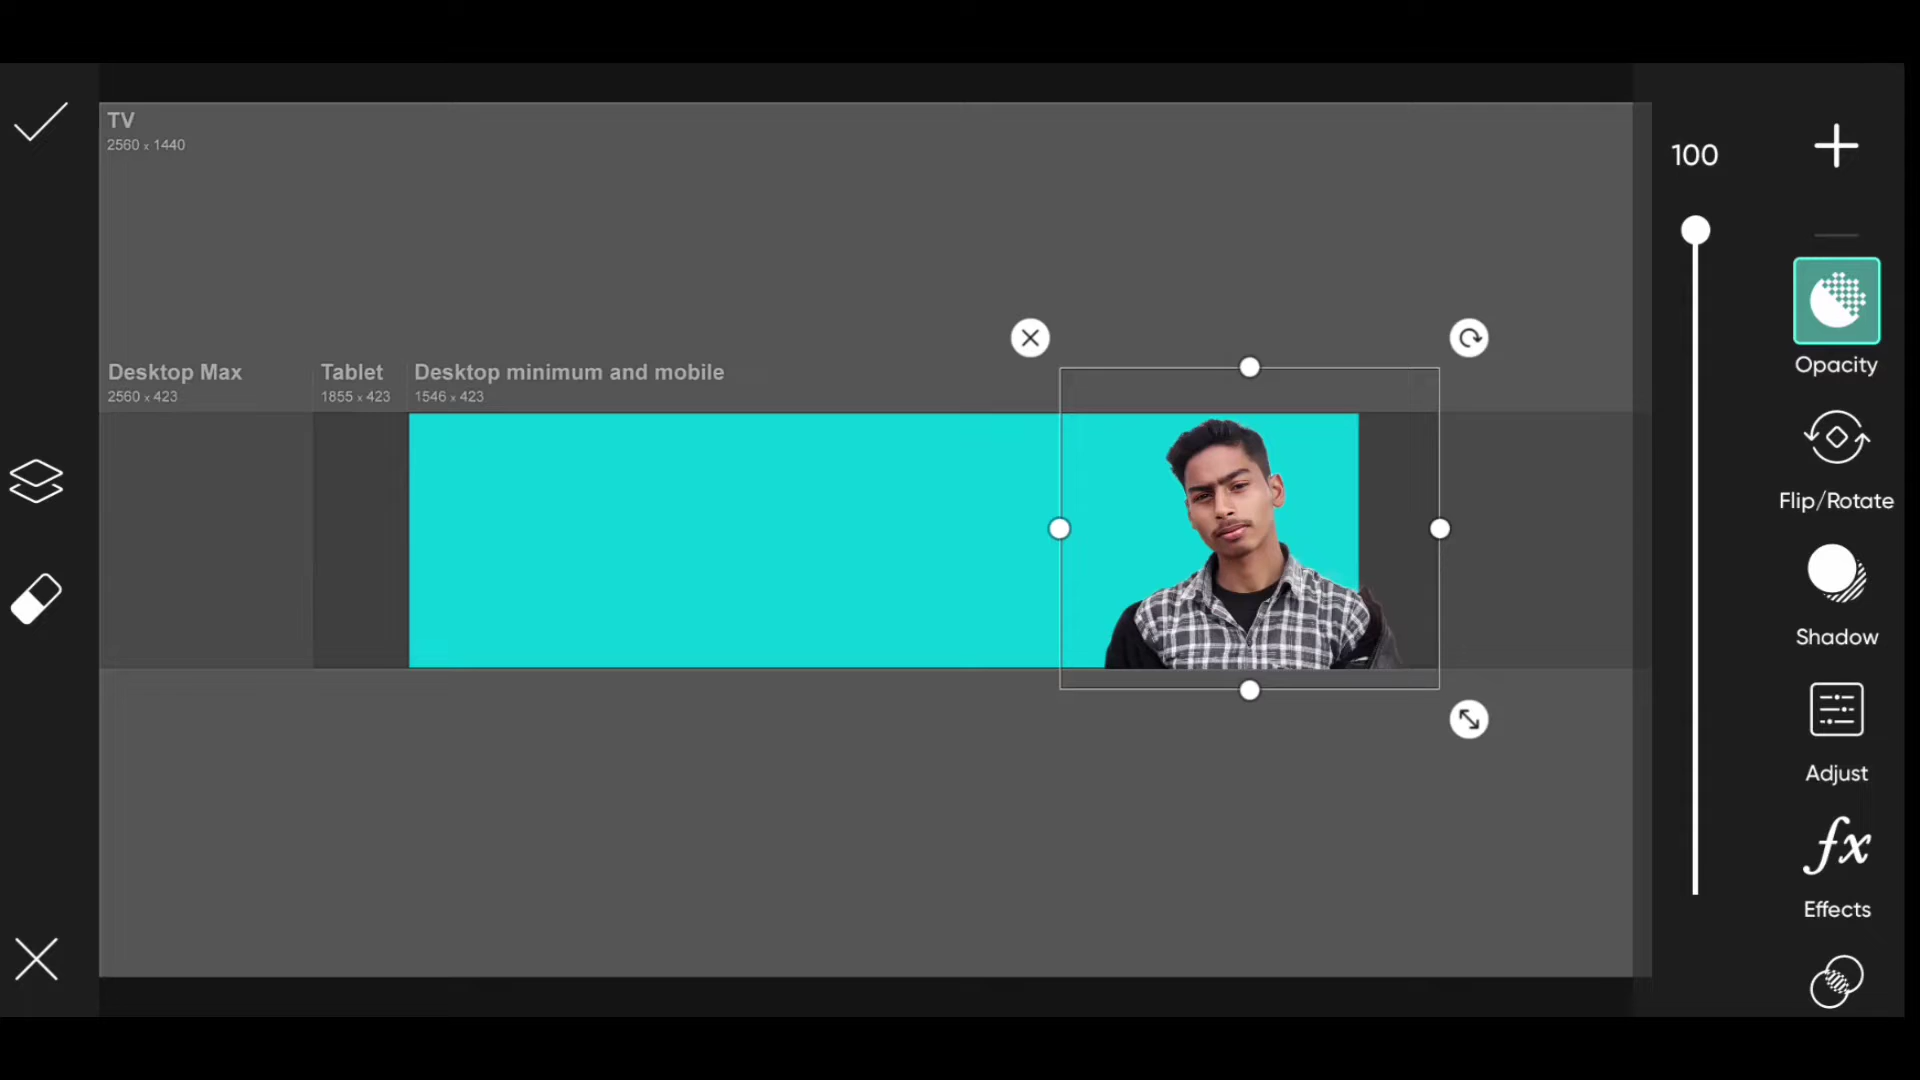 TV
2560 x 1440
100
Desktop Max
2560 x 423
Tablet
1855 x 423
Desktop minimum and mobile
1546 x 423
Opacity
Flip/Rotate
Shadow
Adjust
fx
Effects